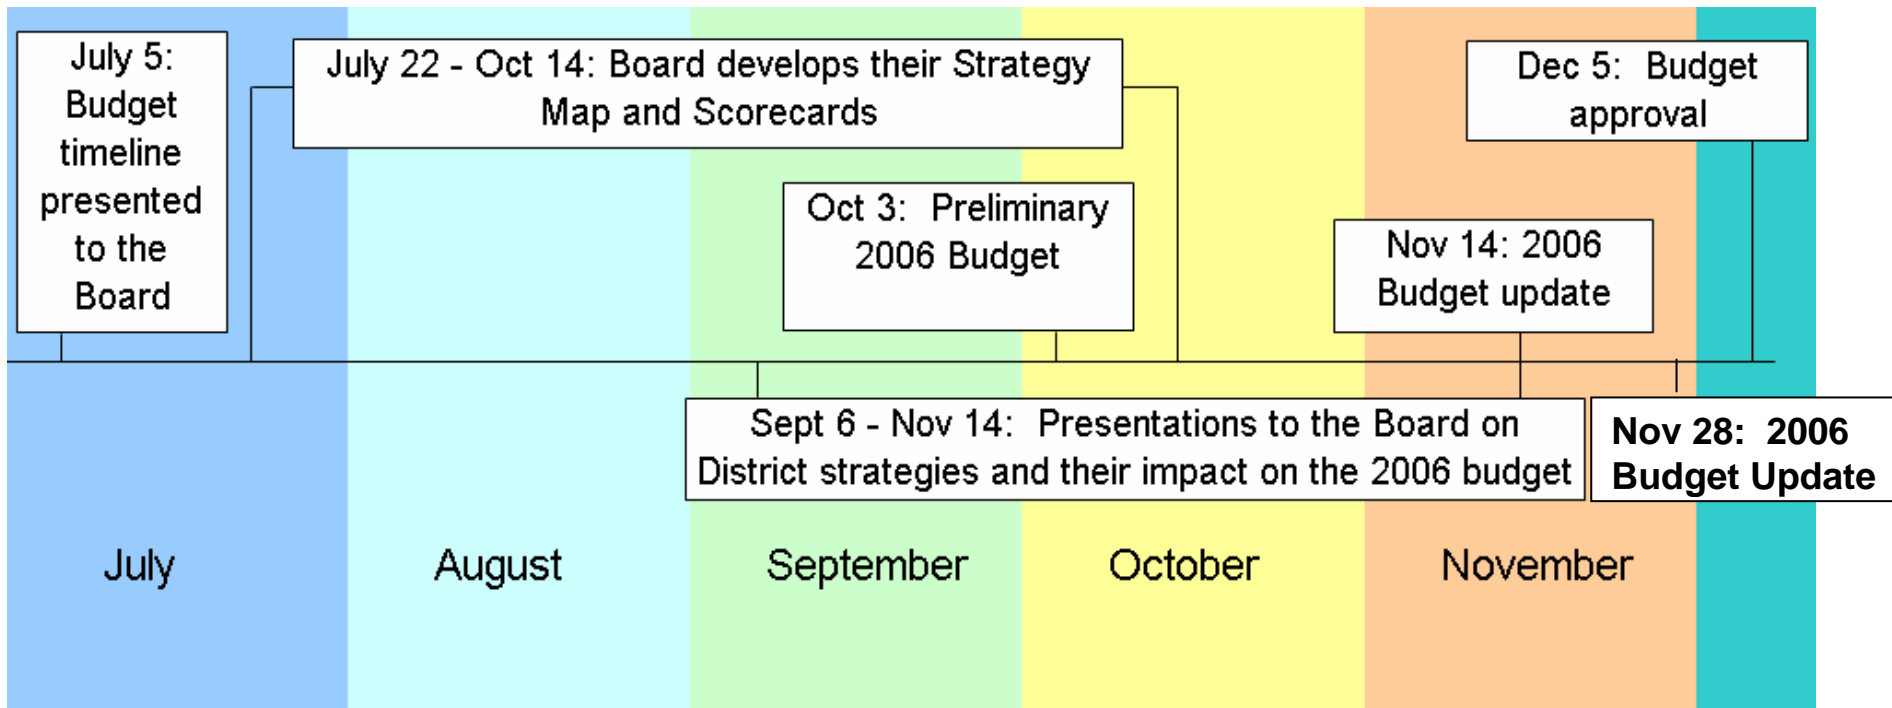 July 5:
Budget
timeline
presented
to the
Board
July 22 - Oct 14: Board develops their Strategy
Map and Scorecards
Oct 3:  Preliminary
2006 Budget
Nov 14: 2006
Budget update
Dec 5:  Budget
approval
Sept 6 - Nov 14:  Presentations to the Board on
District strategies and their impact on the 2006 budget
Nov 28:  2006
Budget Update
July
August
September
October
November